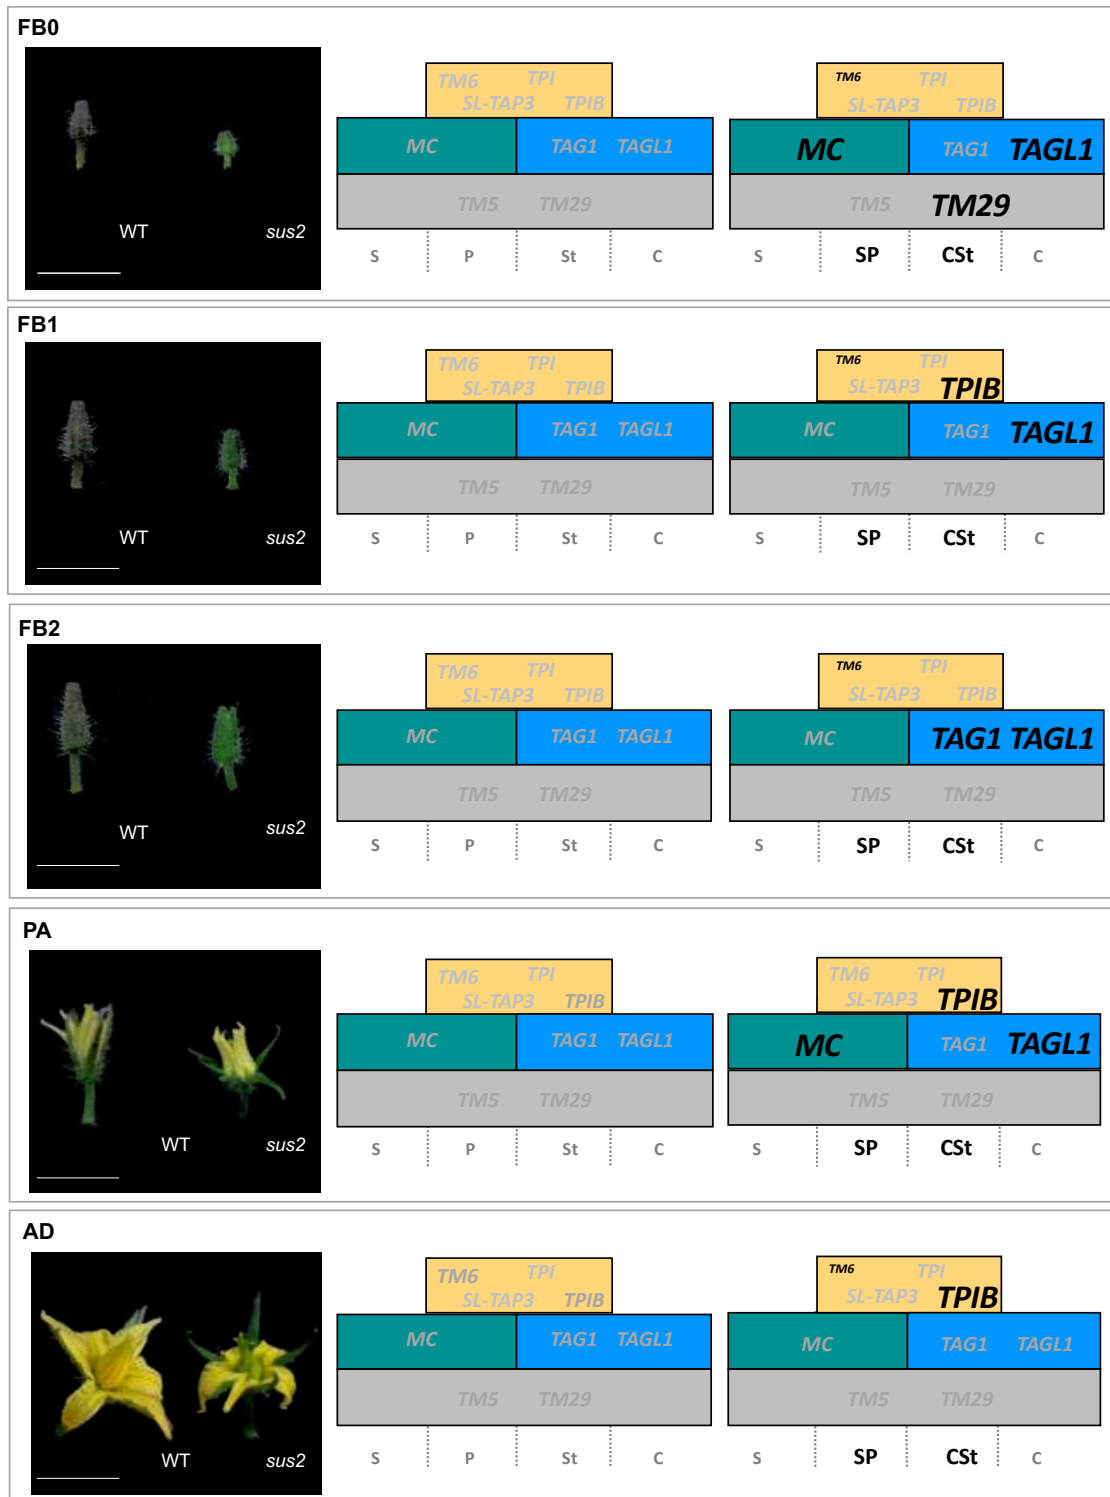 FB0
TM6 TPI
SL-TAP3 TPIB
MC TAG1 TAGL1
TM5 TM29
S P St C
TM6 TPI
SL-TAP3 TPIB
MC TAG1 TAGL1
TM5 TM29
S SP CSt C
WT sus2
FB1
TM6 TPI
SL-TAP3 TPIB
MC TAG1 TAGL1
TM5 TM29
S P St C
TM6 TPI
SL-TAP3 TPIB
MC TAG1 TAGL1
TM5 TM29
S SP CSt C
WT sus2
FB2
TM6 TPI
SL-TAP3 TPIB
MC TAG1 TAGL1
TM5 TM29
S P St C
TM6 TPI
SL-TAP3 TPIB
MC TAG1 TAGL1
TM5 TM29
S SP CSt C
WT sus2
PA
TM6 TPI
SL-TAP3 TPIB
MC TAG1 TAGL1
TM5 TM29
S P St C
TM6 TPI
SL-TAP3 TPIB
MC TAG1 TAGL1
TM5 TM29
S SP CSt C
WT sus2
AD
TM6 TPI
SL-TAP3 TPIB
MC TAG1 TAGL1
TM5 TM29
S P St C
TM6 TPI
SL-TAP3 TPIB
MC TAG1 TAGL1
TM5 TM29
S SP CSt C
WT sus2